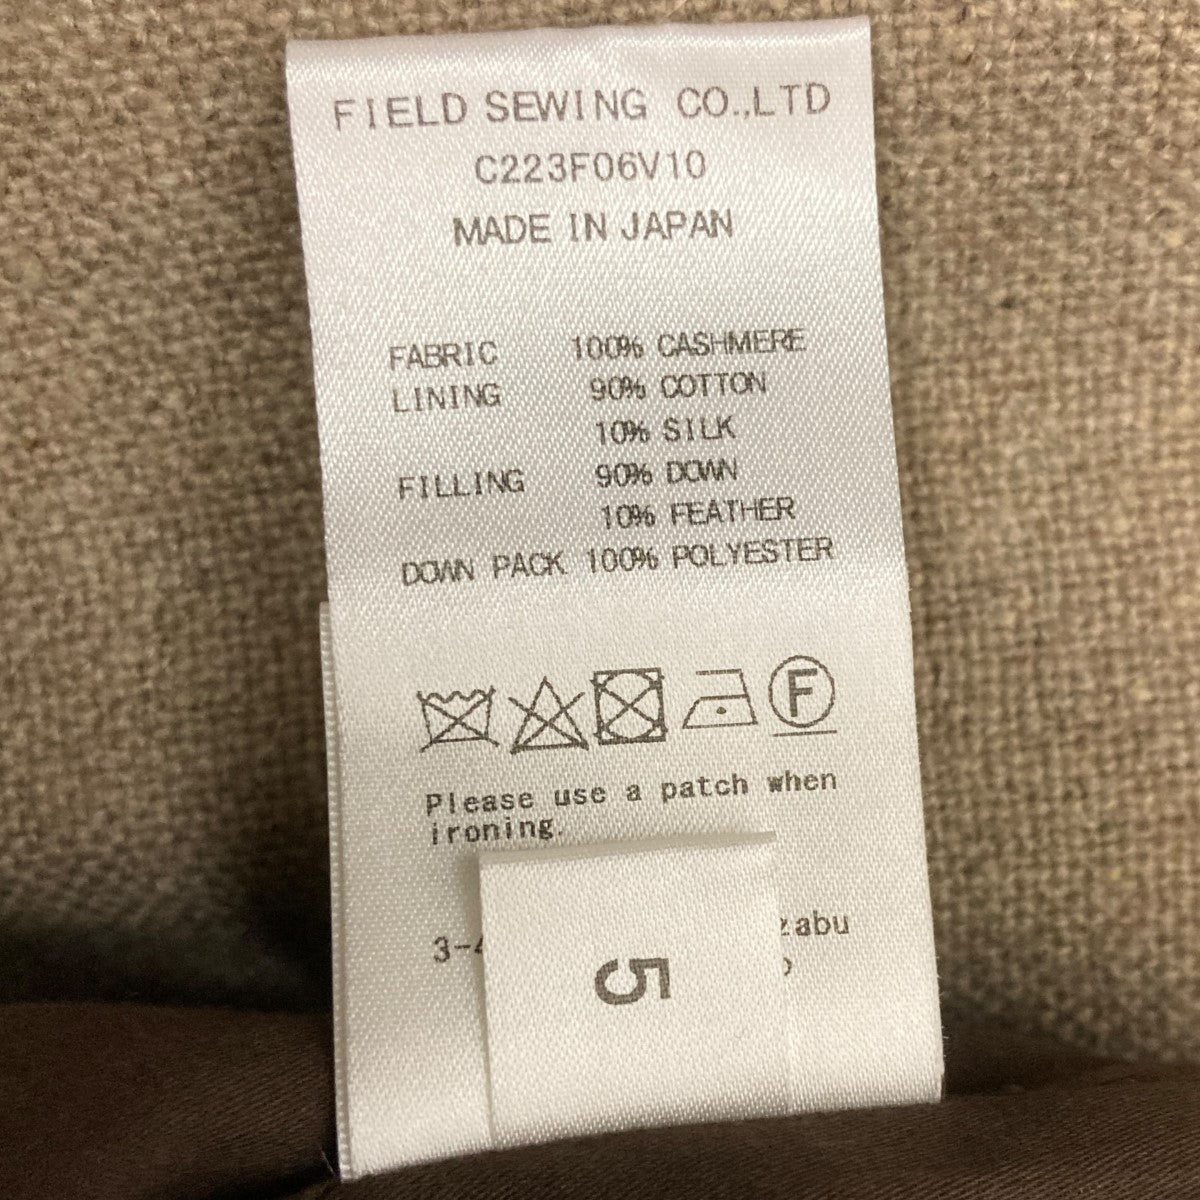 FIELD SEWING CO.,LTD
C223F06V10
MADE IN JAPAN
FABRIC 100% CASHMERE
LINING 90% COTTON
10% SILK
FILLING 90% DOWN
10% FEATHER
DOWN PACK 100% POLYESTER
F
Please use a patch when
ironing.
5